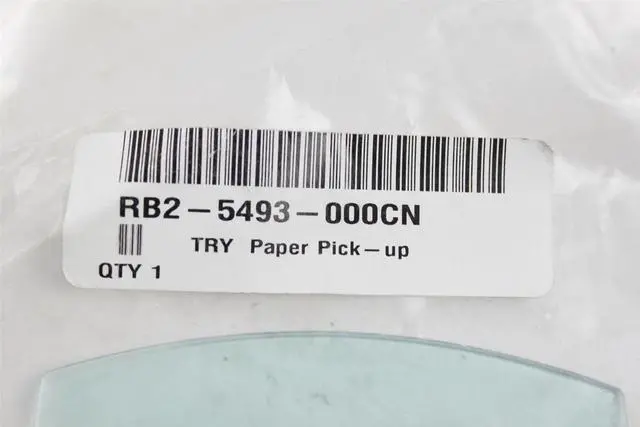 RB2-5493-000CN
TRY Paper Pick-up
QTY 1